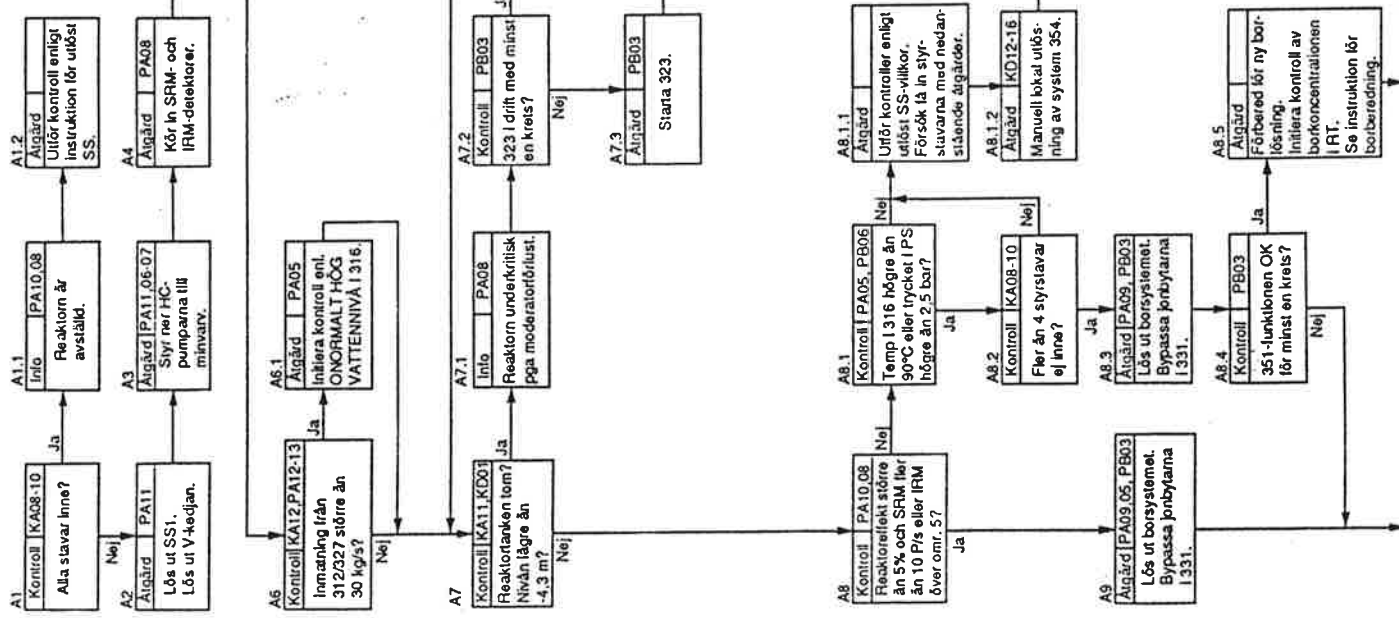 A1
Kontroll KA08-10
Alla stavar inne?
Ja
Nej
A1.1
Info PA10,08
Reaktorn är
avställd.
A1.2
Åtgärd
Utför kontroll enligt
instruktion för utlöst
SS.
A2
Åtgärd PA11
Lös ut SS1.
Lös ut V-kedjan.
A3
Åtgärd PA11,06-07
Styr ner HC-
pumparna till
minvarv.
A4
Åtgärd PA08
Kör in SRM- och
IRM-detektorer.
A6
Kontroll KA12,PA12-13
Inmatning från
312/327 större än
30 kg/s?
Ja
Nej
A6.1
Åtgärd PA05
Initiera kontroll enl.
ONORMALT HÖG
VATTENNIVÅ I 316.
A7
Kontroll KA11,KD01
Reaktortanken tom?
Nivån lägre än
-4,3 m?
Ja
Nej
A7.1
Info PA08
Reaktorn underkritisk
pga moderatorförlust.
A7.2
Kontroll PB03
323 i drift med minst
en krets?
Ja
Nej
A7.3
Åtgärd PB03
Starta 323.
A8
Kontroll PA10,08
Reaktoreffekt större
än 5% och SRM fler
än 10 P/s eller IRM
över omr. 5?
Nej
Ja
A8.1
Kontroll PA05, PB06
Temp i 316 högre än
90°C eller trycket i PS
högre än 2,5 bar?
Nej
Ja
A8.1.1
Åtgärd
Utför kontroller enligt
utlöst SS-villkor.
Försök få in styr-
stavarna med nedan-
stående åtgärder.
A8.1.2
Åtgärd KD12-16
Manuell lokal utlös-
ning av system 354.
A8.2
Kontroll KA08-10
Fler än 4 styrstavar
ej inne?
Nej
Ja
A8.3
Åtgärd PA09, PB03
Lös ut borsystemet.
Bypassa jonbytarna
i 331.
A8.4
Kontroll PB03
351-funktionen OK
för minst en krets?
Ja
Nej
A8.5
Åtgärd
Förbered för ny bor-
lösning.
Initiera kontroll av
borkoncentrationen
i RT.
Se instruktion för
borberedning.
A9
Åtgärd PA09,05, PB03
Lös ut borsystemet.
Bypassa jonbytarna
i 331.